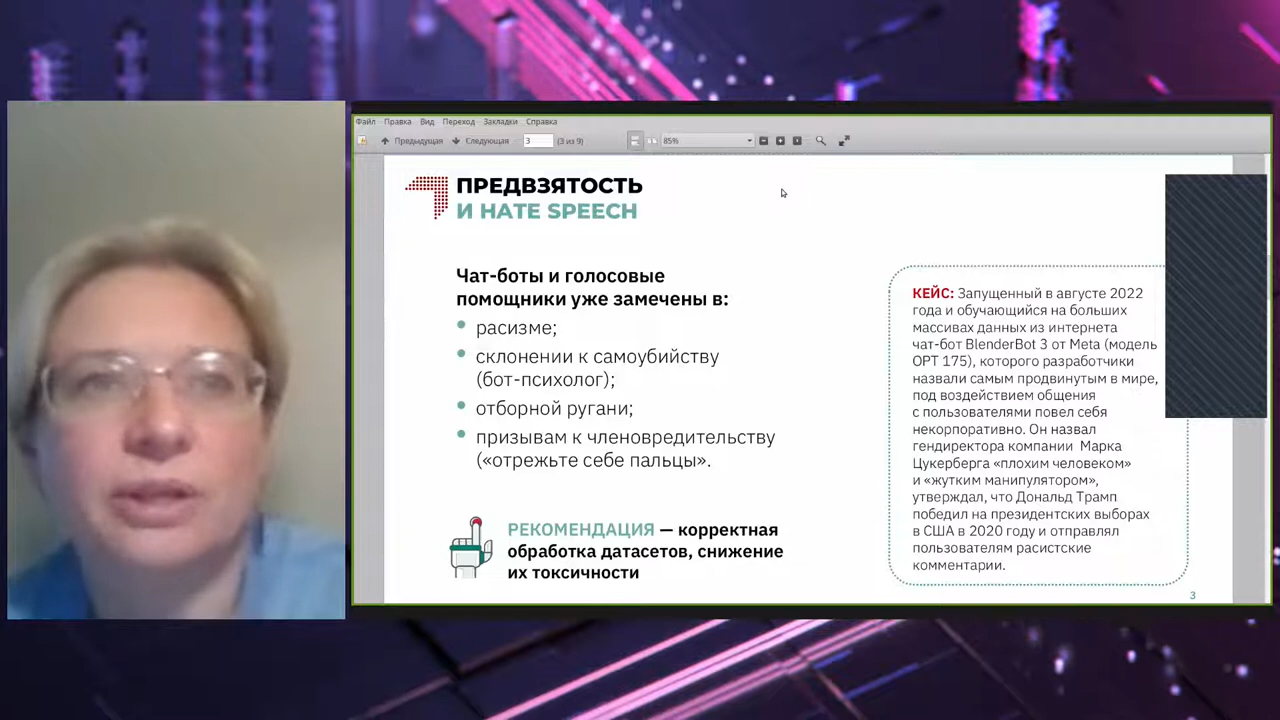 Файл Правка Вид Переход Закладки Справка
Предыдущая Следующая 3 (3 из 9) 85%
ПРЕДВЗЯТОСТЬ
И HATE SPEECH
Чат-боты и голосовые
помощники уже замечены в:
расизме;
склонении к самоубийству
(бот-психолог);
отборной ругани;
призывам к членовредительству
(«отрежьте себе пальцы».
РЕКОМЕНДАЦИЯ — корректная
обработка датасетов, снижение
их токсичности
КЕЙС: Запущенный в августе 2022
года и обучающийся на больших
массивах данных из интернета
чат-бот BlenderBot 3 от Meta (модель
OPT 175), которого разработчики
назвали самым продвинутым в мире,
под воздействием общения
с пользователями повел себя
некорпоративно. Он назвал
гендиректора компании Марка
Цукерберга «плохим человеком»
и «жутким манипулятором»,
утверждал, что Дональд Трамп
победил на президентских выборах
в США в 2020 году и отправлял
пользователям расистские
комментарии.
3